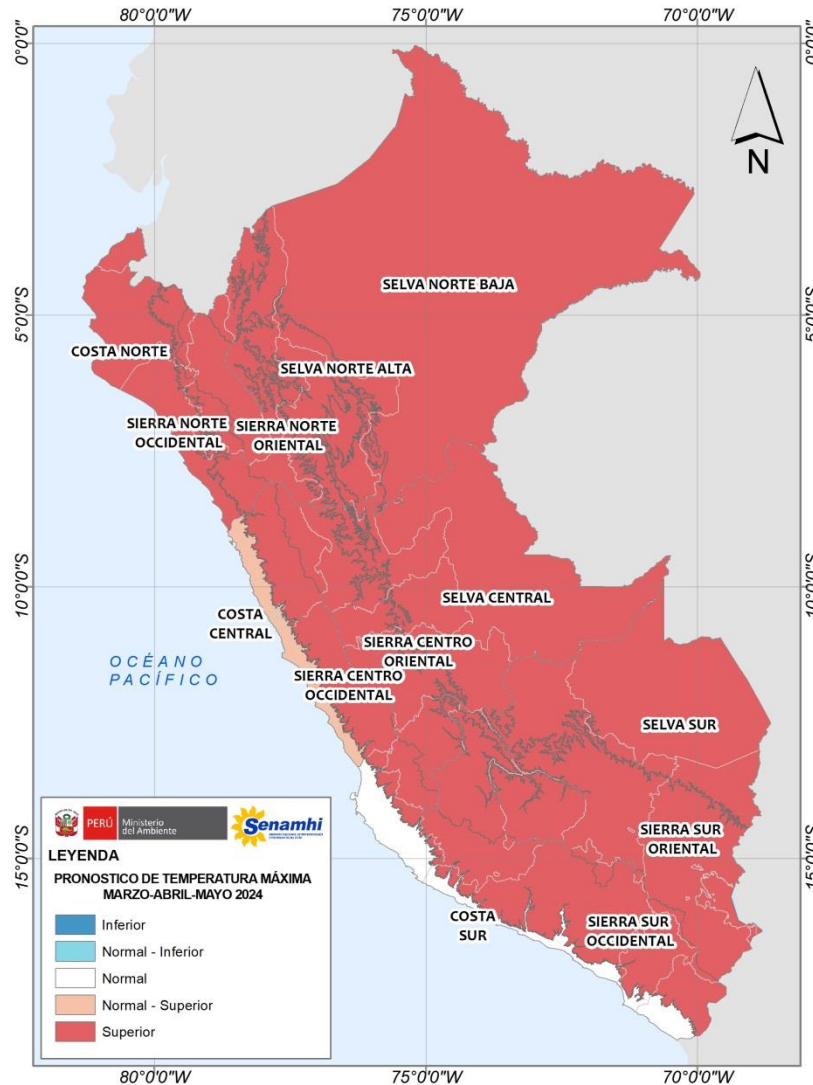 80°0'0"W 75°0'0"W 70°0'0"W
0°0'0"
0°0'0"
N
SELVA NORTE BAJA
5°0'0"S
5°0'0"S
COSTA NORTE
SELVA NORTE ALTA
SIERRA NORTE
OCCIDENTAL
SIERRA NORTE
ORIENTAL
10°0'0"S
10°0'0"S
SELVA CENTRAL
COSTA
CENTRAL
SIERRA CENTRO
ORIENTAL
OCÉANO
PACÍFICO
SIERRA CENTRO
OCCIDENTAL
SELVA SUR
SIERRA SUR
ORIENTAL
15°0'0"S
15°0'0"S
COSTA
SUR
SIERRA SUR
OCCIDENTAL
PERÚ
Ministerio
del Ambiente
Senamhi
LEYENDA
PRONOSTICO DE TEMPERATURA MÁXIMA
MARZO-ABRIL-MAYO 2024
Inferior
Normal - Inferior
Normal
Normal - Superior
Superior
80°0'0"W 75°0'0"W 70°0'0"W